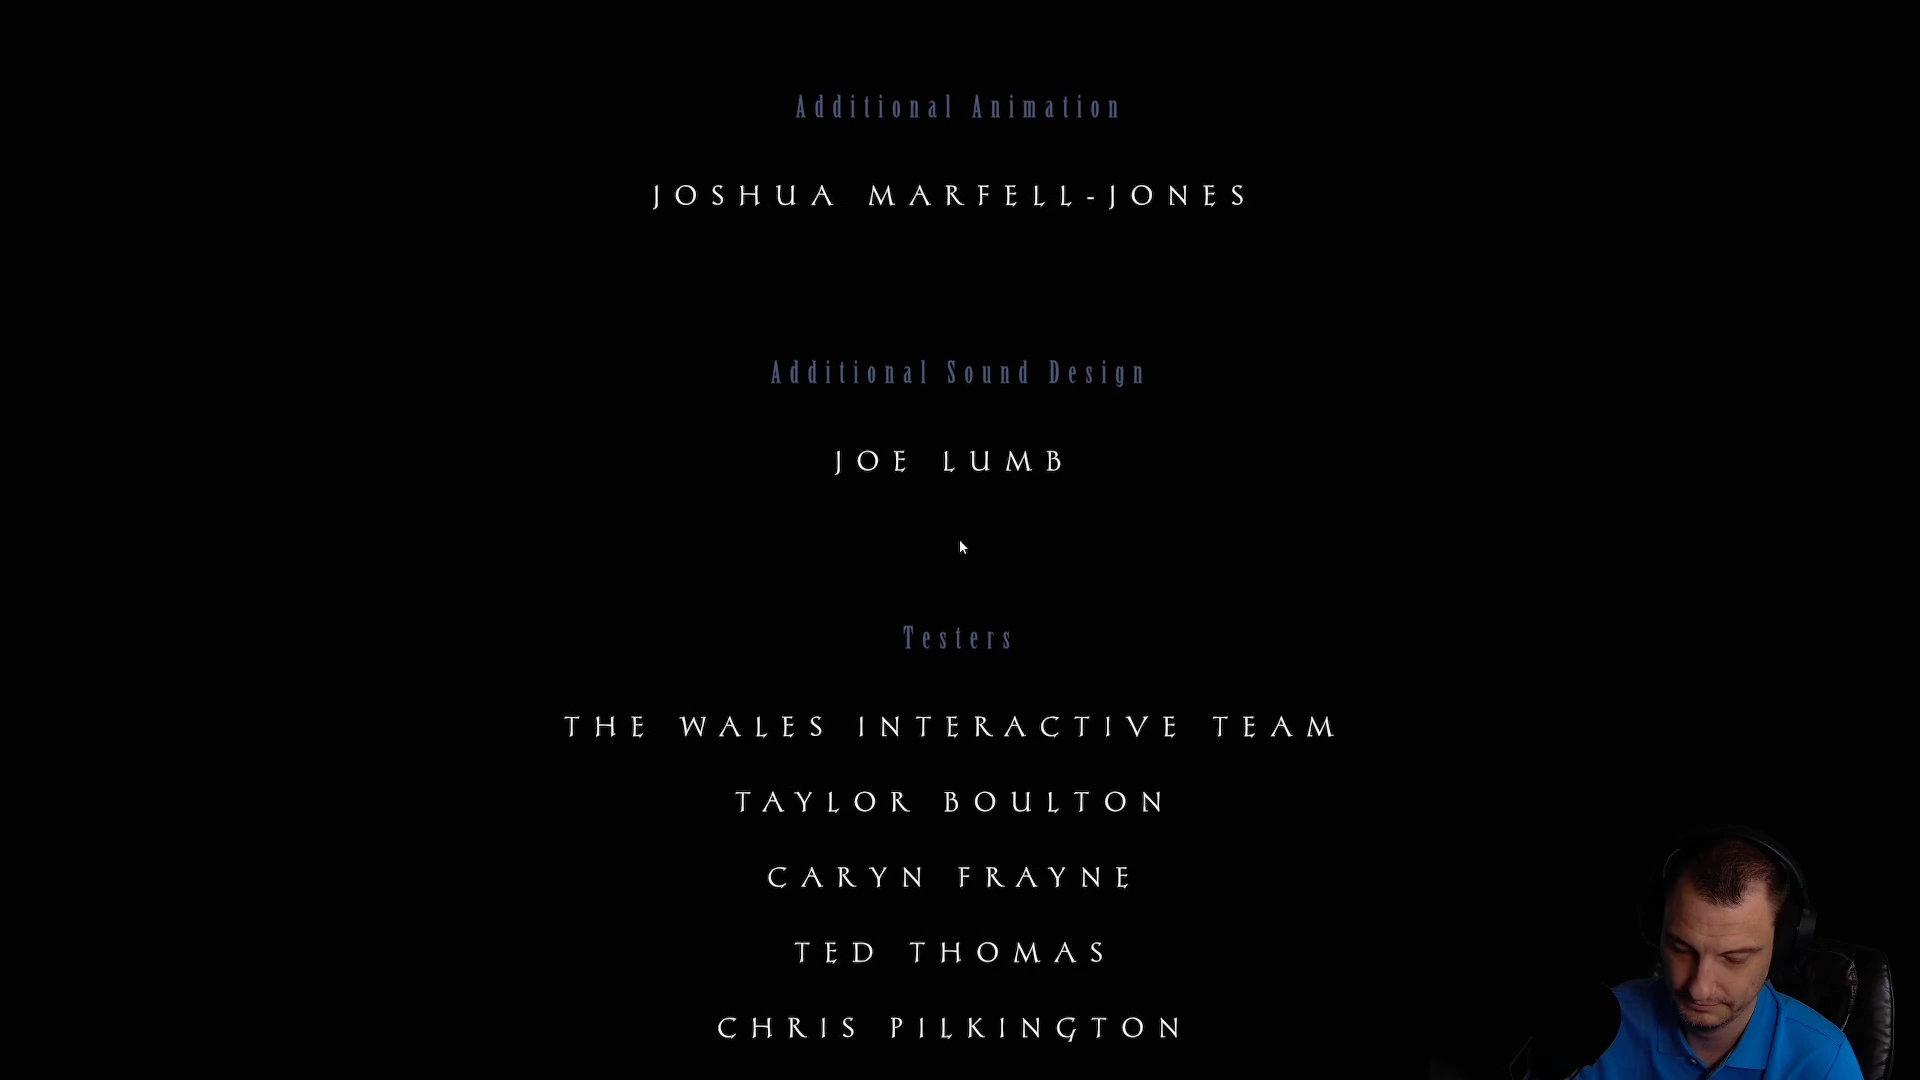 Additional Animation
JOSHUA MARFELL-JONES
Additional Sound Design
JOE LUMB
Testers
THE WALES INTERACTIVE TEAM
TAYLOR BOULTON
CARYN FRAYNE
TED THOMAS
CHRIS PILKINGTON